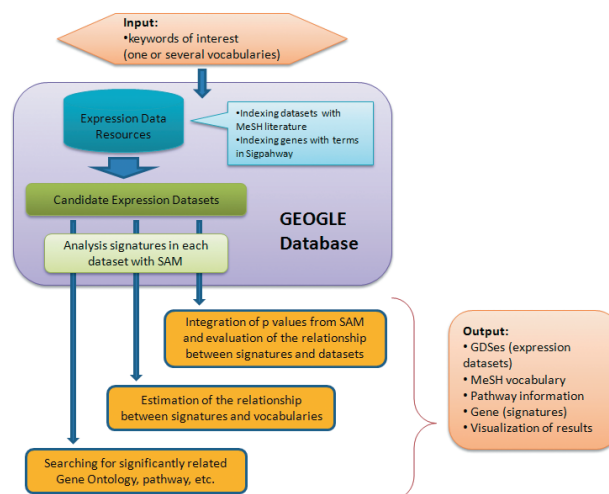 Input:
•keywords of interest
(one or several vocabularies)
Expression Data
Resources
•Indexing datasets with
MeSH literature
•Indexing genes with terms
in Sigpahway
Candidate Expression Datasets
GEOGLE
Database
Analysis signatures in each
dataset with SAM
Integration of p values from SAM
and evaluation of the relationship
between signatures and datasets
Estimation of the relationship
between signatures and vocabularies
Searching for significantly related
Gene Ontology, pathway, etc.
Output:
• GDSes (expression
datasets)
• MeSH vocabulary
• Pathway information
• Gene (signatures)
• Visualization of results